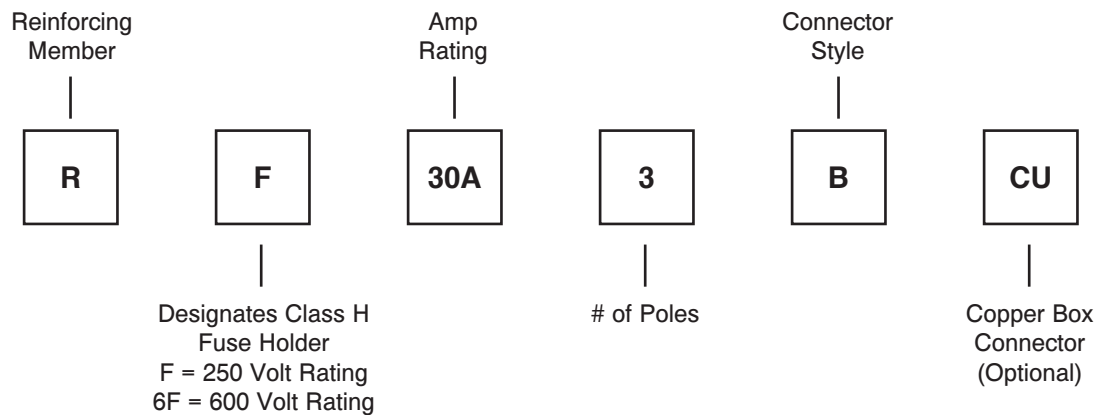 Reinforcing
Member
Amp
Rating
Connector
Style
R
F
30A
3
B
CU
Designates Class H
Fuse Holder
F = 250 Volt Rating
6F = 600 Volt Rating
# of Poles
Copper Box
Connector
(Optional)